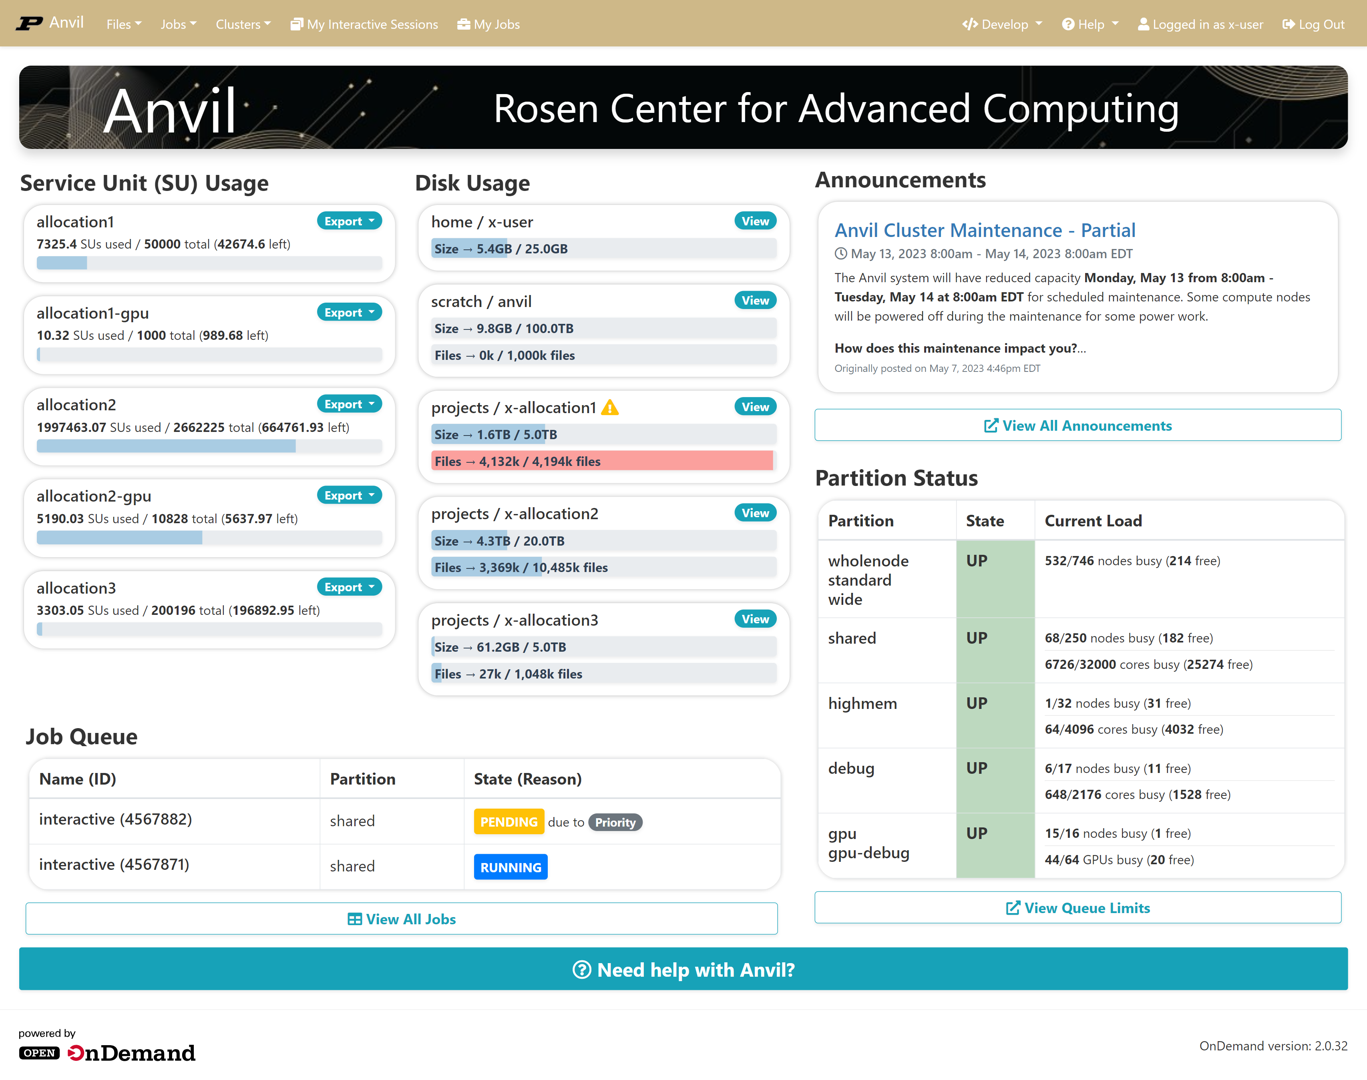 Anvil
Files
Jobs
Clusters
My Interactive Sessions
My Jobs
Develop
Help
Logged in as x-user
Log Out
Anvil
Rosen Center for Advanced Computing
Service Unit (SU) Usage
allocation1
Export
7325.4 SUs used / 50000 total (42674.6 left)
allocation1-gpu
Export
10.32 SUs used / 1000 total (989.68 left)
allocation2
Export
1997463.07 SUs used / 2662225 total (664761.93 left)
allocation2-gpu
Export
5190.03 SUs used / 10828 total (5637.97 left)
allocation3
Export
3303.05 SUs used / 200196 total (196892.95 left)
Disk Usage
home / x-user
View
Size → 5.4GB / 25.0GB
scratch / anvil
View
Size → 9.8GB / 100.0TB
Files → 0k / 1,000k files
projects / x-allocation1
View
Size → 1.6TB / 5.0TB
Files → 4,132k / 4,194k files
projects / x-allocation2
View
Size → 4.3TB / 20.0TB
Files → 3,369k / 10,485k files
projects / x-allocation3
View
Size → 61.2GB / 5.0TB
Files → 27k / 1,048k files
Announcements
Anvil Cluster Maintenance - Partial
May 13, 2023 8:00am - May 14, 2023 8:00am EDT
The Anvil system will have reduced capacity Monday, May 13 from 8:00am -
Tuesday, May 14 at 8:00am EDT for scheduled maintenance. Some compute nodes
will be powered off during the maintenance for some power work.
How does this maintenance impact you?...
Originally posted on May 7, 2023 4:46pm EDT
View All Announcements
Partition Status
Partition State Current Load
wholenode UP 532/746 nodes busy (214 free)
standard
wide
shared UP 68/250 nodes busy (182 free)
6726/32000 cores busy (25274 free)
highmem UP 1/32 nodes busy (31 free)
64/4096 cores busy (4032 free)
debug UP 6/17 nodes busy (11 free)
648/2176 cores busy (1528 free)
gpu UP 15/16 nodes busy (1 free)
gpu-debug 44/64 GPUs busy (20 free)
View Queue Limits
Job Queue
Name (ID) Partition State (Reason)
interactive (4567882) shared PENDING due to Priority
interactive (4567871) shared RUNNING
View All Jobs
Need help with Anvil?
powered by
OPEN OnDemand
OnDemand version: 2.0.32